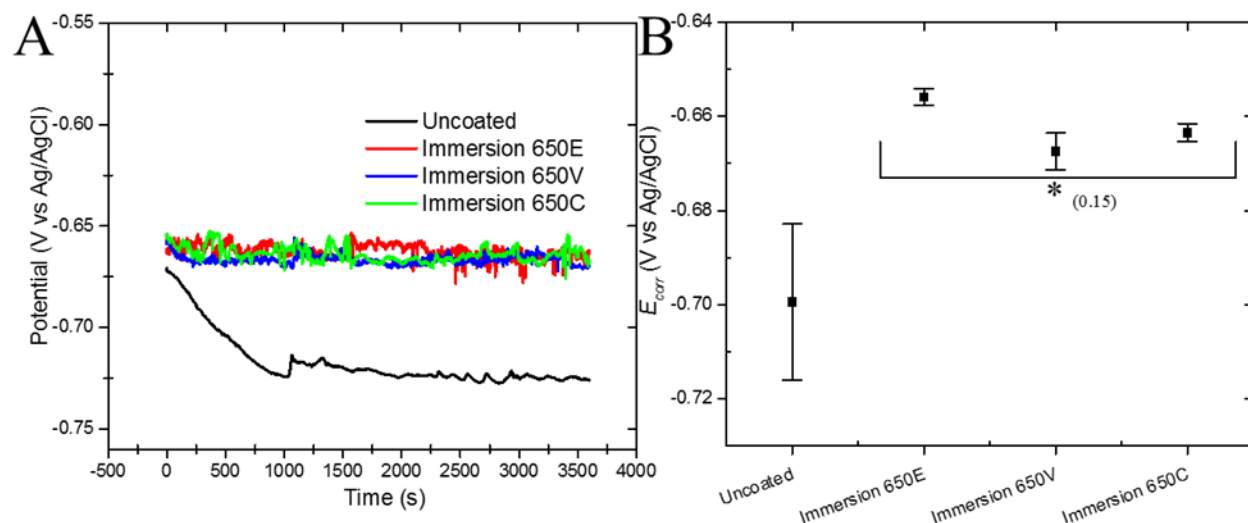 A
Potential (V vs Ag/AgCl)
-0.55
-0.60
-0.65
-0.70
-0.75
Uncoated
Immersion 650E
Immersion 650V
Immersion 650C
-500 0 500 1000 1500 2000 2500 3000 3500 4000
Time (s)
B
E_corr (V vs Ag/AgCl)
-0.64
-0.66
-0.68
-0.70
-0.72
* (0.15)
Uncoated
Immersion 650E
Immersion 650V
Immersion 650C